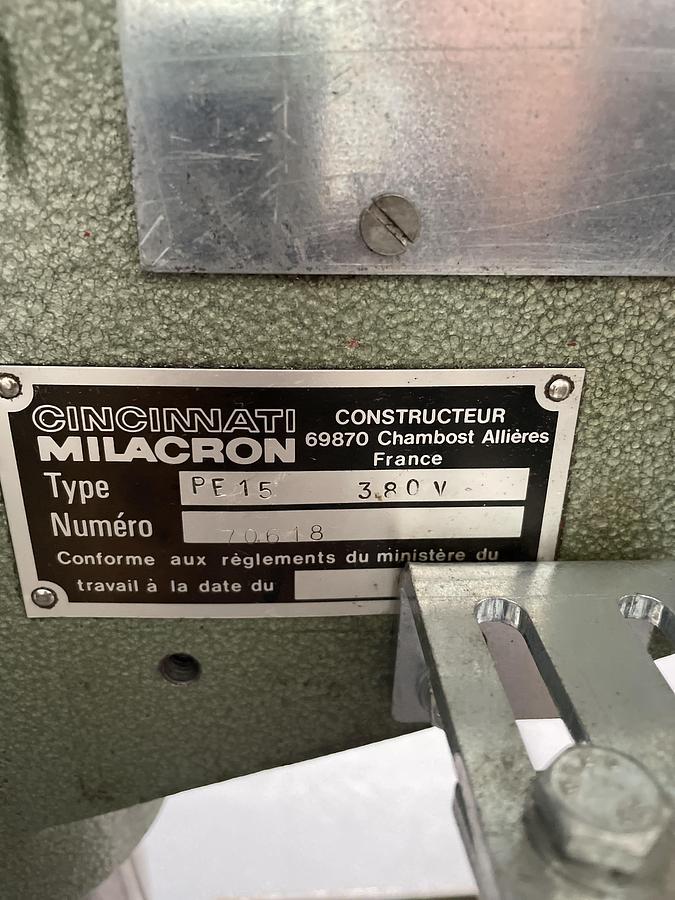 CINCINNATI
MILACRON
CONSTRUCTEUR
69870 Chambost Allières
France
Type PE15 380 V
Numéro 70618
Conforme aux règlements du ministère du
travail à la date du